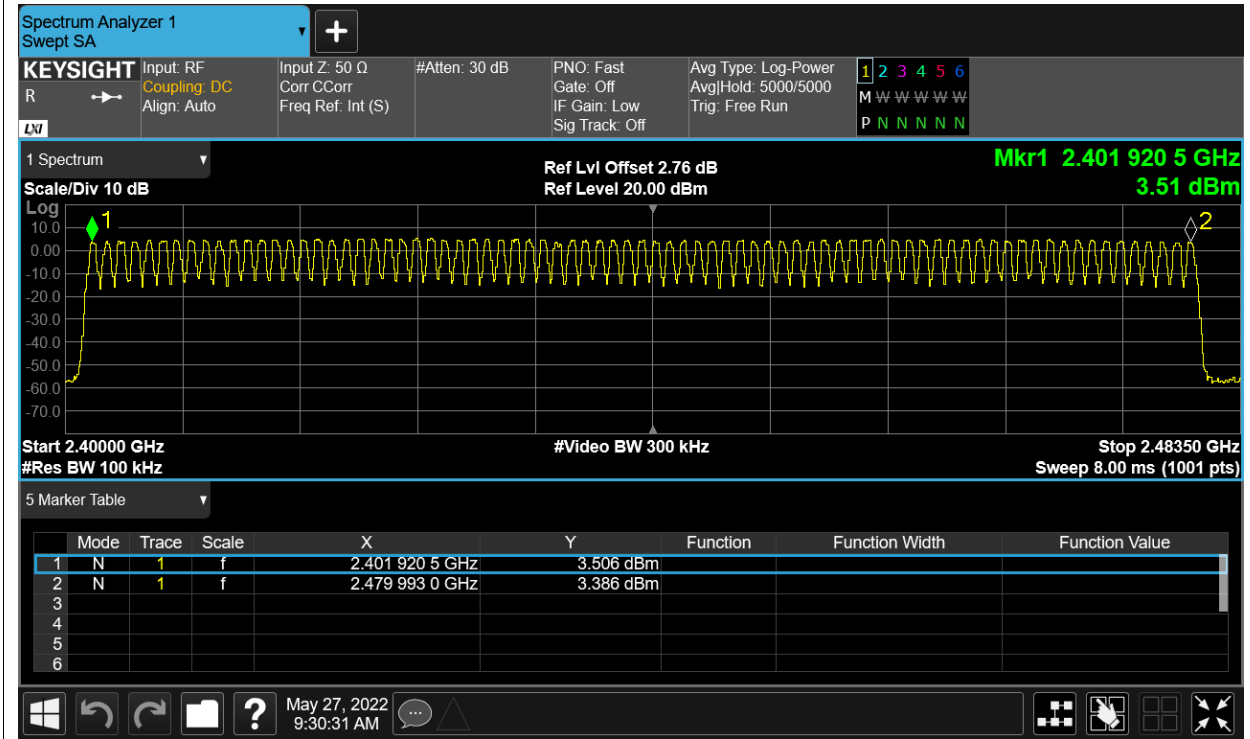 Spectrum Analyzer 1
Swept SA
KEYSIGHT
R
LXI
Input: RF
Coupling: DC
Align: Auto
Input Z: 50 Ω
Corr CCorr
Freq Ref: Int (S)
#Atten: 30 dB
PNO: Fast
Gate: Off
IF Gain: Low
Sig Track: Off
Avg Type: Log-Power
Avg|Hold: 5000/5000
Trig: Free Run
1 2 3 4 5 6
M W W W W W
P N N N N N
1 Spectrum
Scale/Div 10 dB
Ref Lvl Offset 2.76 dB
Ref Level 20.00 dBm
Mkr1 2.401 920 5 GHz
3.51 dBm
Log
10.0
0.00
-10.0
-20.0
-30.0
-40.0
-50.0
-60.0
-70.0
1
2
Start 2.40000 GHz
#Res BW 100 kHz
#Video BW 300 kHz
Stop 2.48350 GHz
Sweep 8.00 ms (1001 pts)
5 Marker Table
Mode Trace Scale X Y Function Function Width Function Value
1 N 1 f 2.401 920 5 GHz 3.506 dBm
2 N 1 f 2.479 993 0 GHz 3.386 dBm
3
4
5
6
?
May 27, 2022
9:30:31 AM